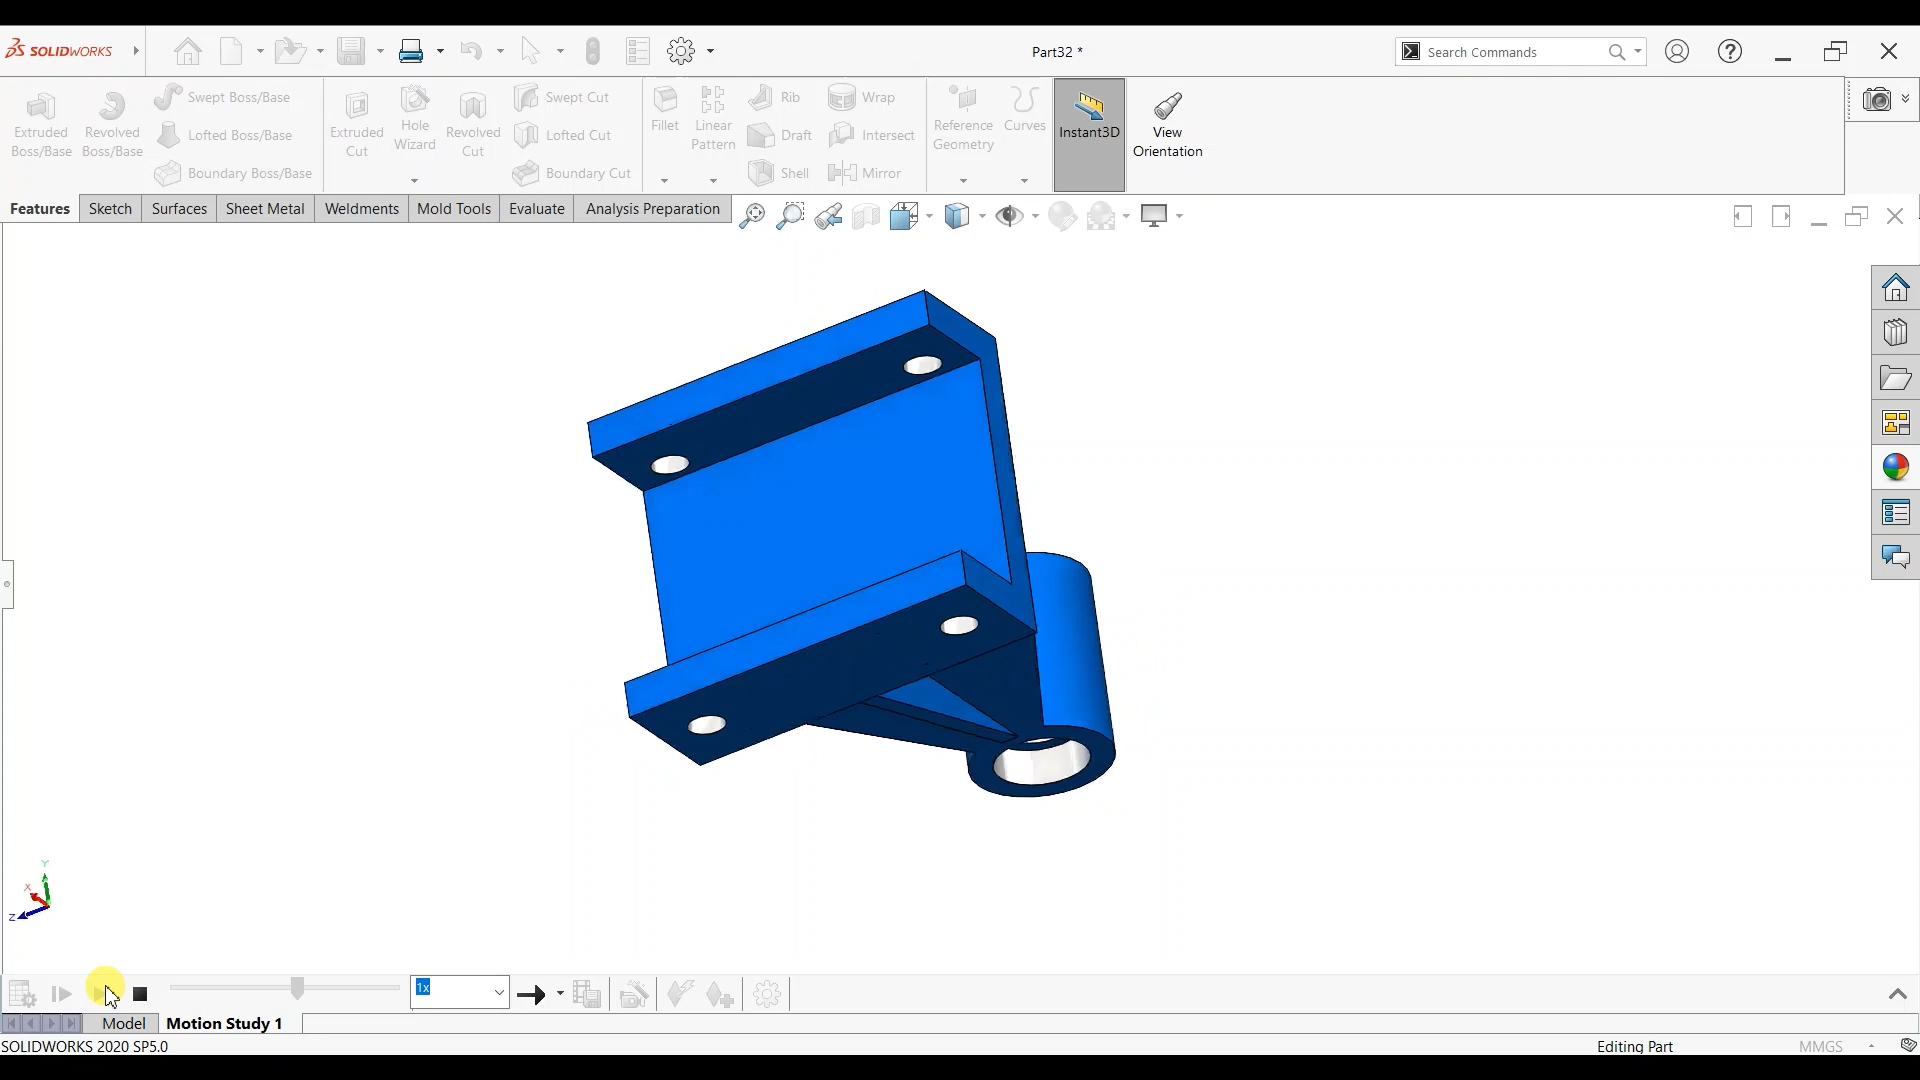 SOLIDWORKS
Part32 *
Search Commands
Extruded Boss/Base
Revolved Boss/Base
Swept Boss/Base
Lofted Boss/Base
Boundary Boss/Base
Extruded Cut
Hole Wizard
Revolved Cut
Swept Cut
Lofted Cut
Boundary Cut
Fillet
Linear Pattern
Rib
Draft
Shell
Wrap
Intersect
Mirror
Reference Geometry
Curves
Instant3D
View Orientation
Features
Sketch
Surfaces
Sheet Metal
Weldments
Mold Tools
Evaluate
Analysis Preparation
Y
X
Z
1x
Model
Motion Study 1
SOLIDWORKS 2020 SP5.0
Editing Part
MMGS